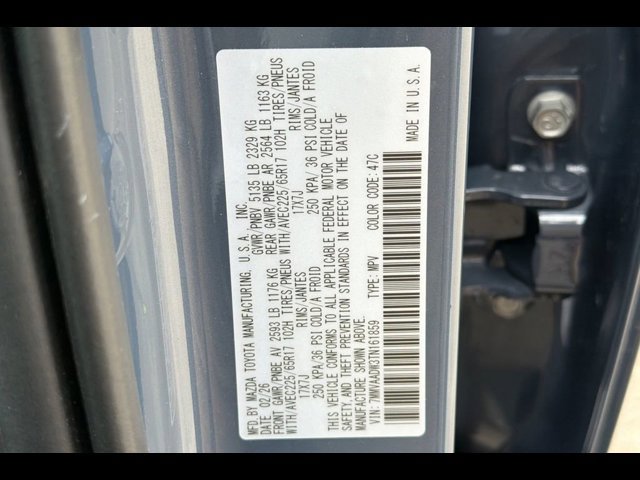 MFD.BY MAZDA TOYOTA MANUFACTURING, U.S.A., INC.
DATE: 02/26 GVWR/PNBV 5135 LB 2329 KG
FRONT GAWR/PNBE AV 2593 LB 1176 KG REAR GAWR/PNBE AR 2564 LB 1163 KG
WITH/AVEC225/65R17 102H TIRES/PNEUS WITH/AVEC225/65R17 102H TIRES/PNEUS
17X7J RIMS/JANTES 17X7J RIMS/JANTES
250 KPA/36 PSI COLD/A FROID 250 KPA/ 36 PSI COLD/A FROID
THIS VEHICLE CONFORMS TO ALL APPLICABLE FEDERAL MOTOR VEHICLE
SAFETY AND THEFT PREVENTION STANDARDS IN EFFECT ON THE DATE OF
MANUFACTURE SHOWN ABOVE.
VIN: 7MMVAADW3TN161859 TYPE: MPV COLOR CODE: 47C MADE IN U.S.A.